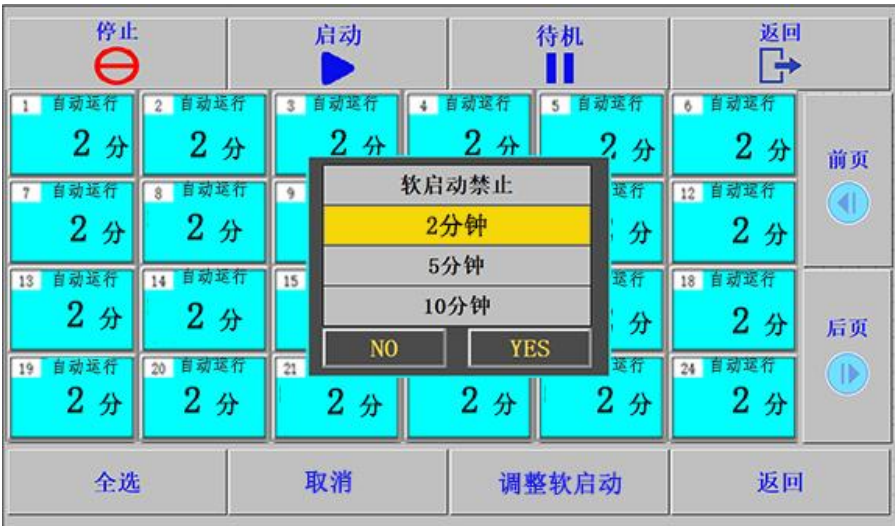 停止 启动 待机 返回
1 自动运行 2 自动运行 3 自动运行 4 自动运行 5 自动运行 6 自动运行
2 分 2 分 2 分 2 分 2 分 2 分
前页
软启动禁止
7 自动运行 8 自动运行 9 运行 12 自动运行
2分钟
2 分 2 分 分 2 分
5分钟
13 自动运行 14 自动运行 15 运行 18 自动运行
10分钟
2 分 2 分 分 2 分
后页
NO YES
19 自动运行 20 自动运行 21 运行 24 自动运行
2 分 2 分 2 分 2 分 2 分 2 分
全选 取消 调整软启动 返回